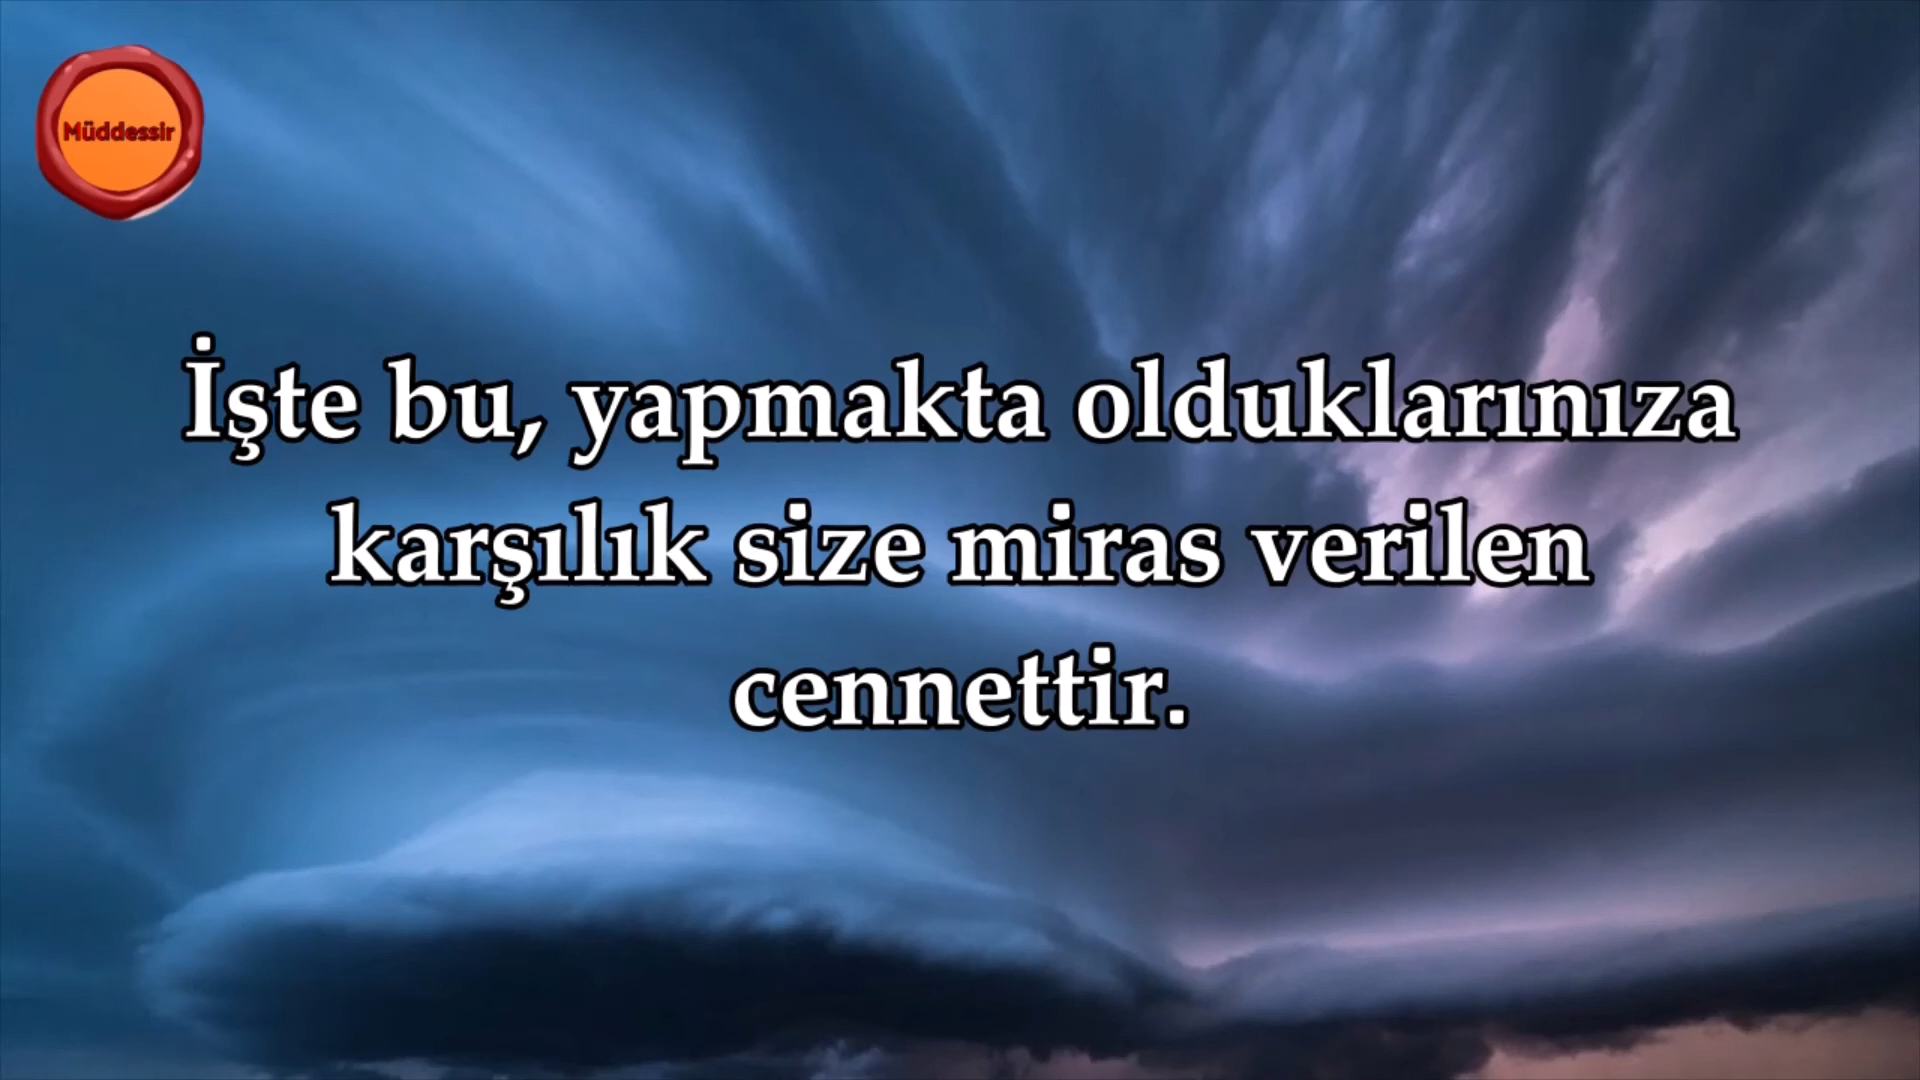 Müddessir
İşte bu, yapmakta olduklarınıza
karşılık size miras verilen
cennettir.